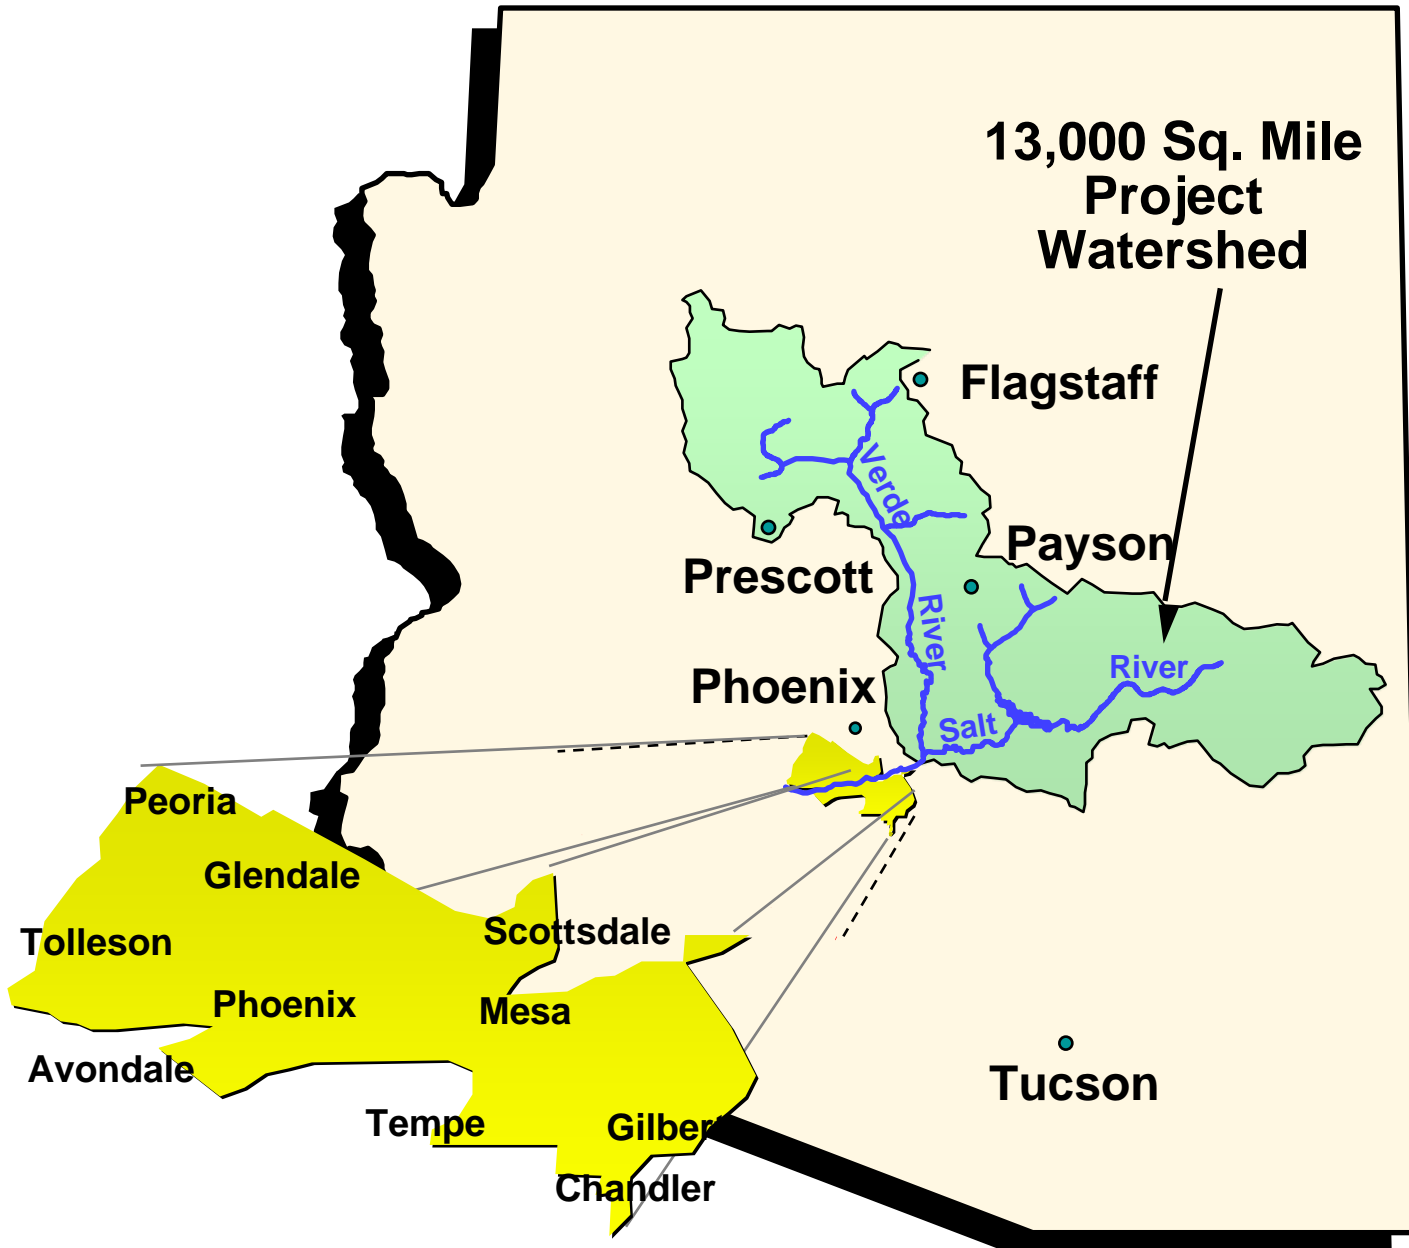 13,000 Sq. Mile
Project
Watershed
Flagstaff
Verde
Payson
Prescott
River
River
Phoenix
Salt
Peoria
Glendale
Scottsdale
Tolleson
Phoenix
Mesa
Avondale
Tucson
Tempe
Gilbert
Chandler